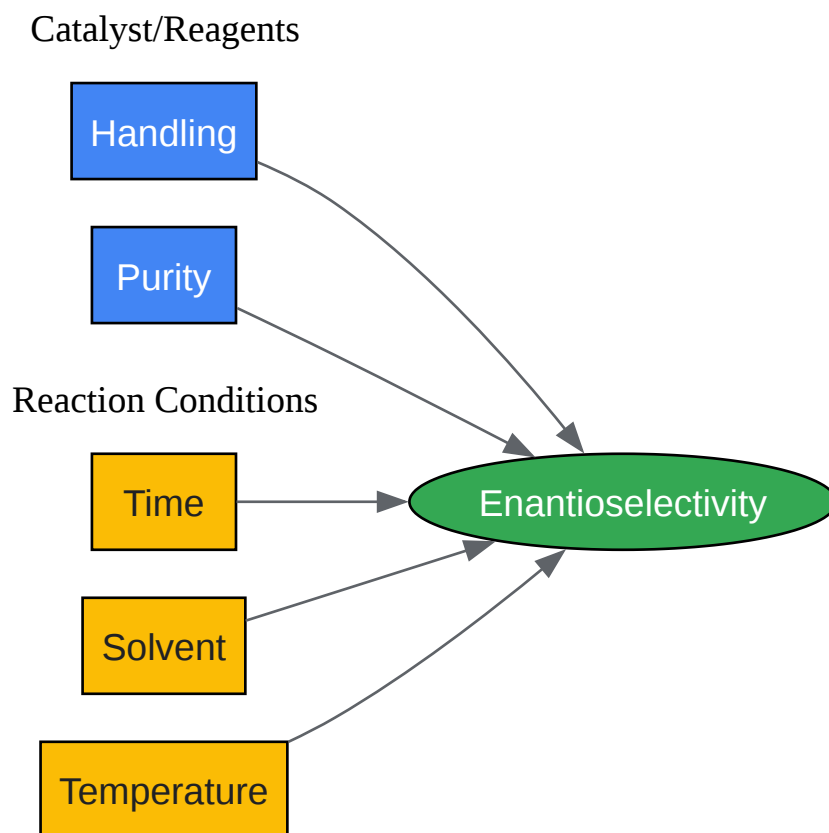 Catalyst/Reagents
Handling
Purity
Reaction Conditions
Time
Enantioselectivity
Solvent
Temperature